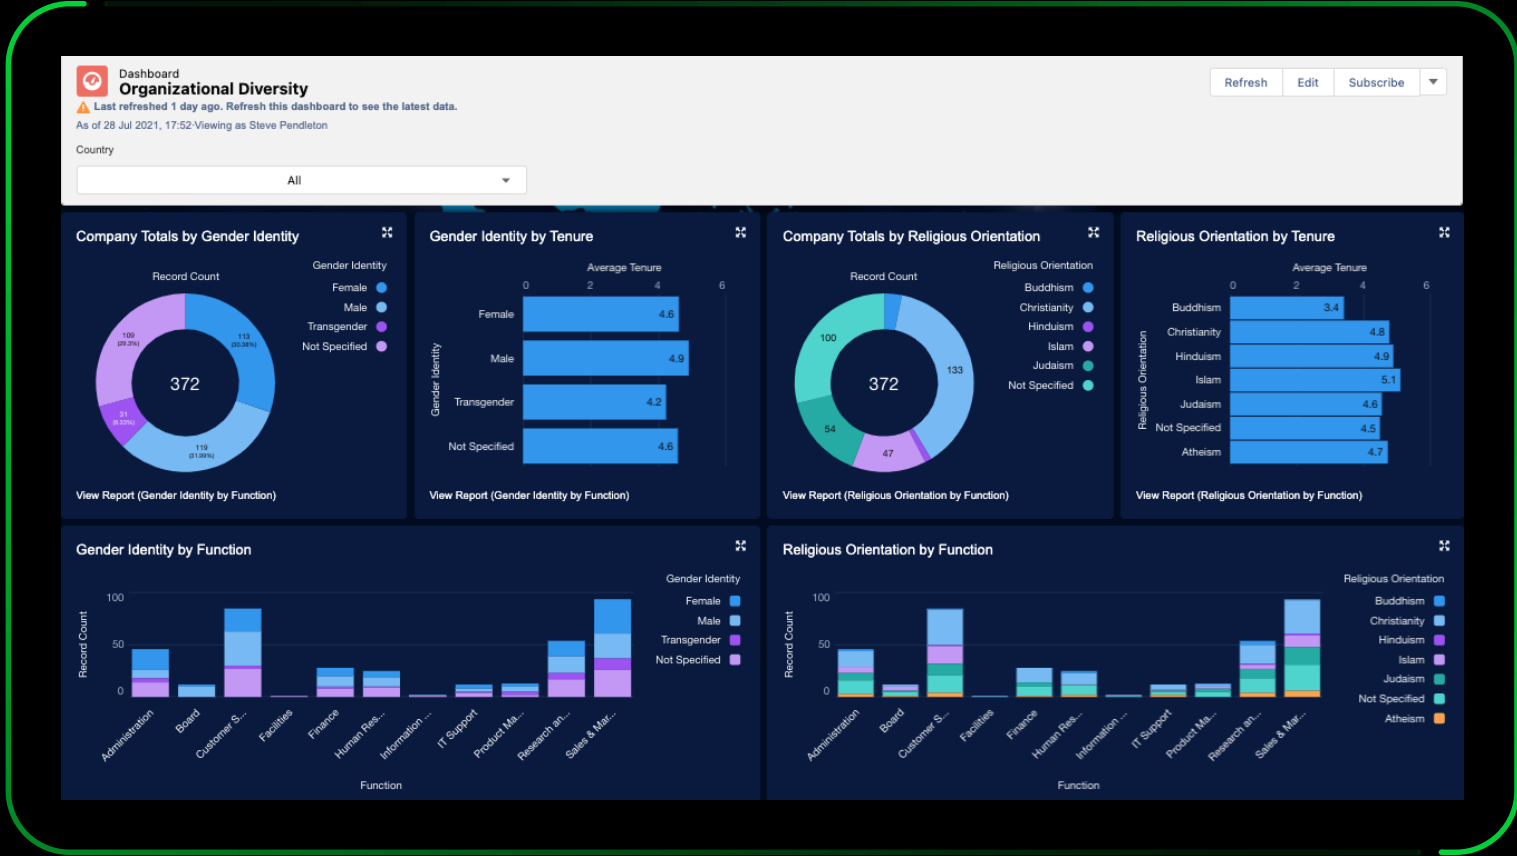 Dashboard
Organizational Diversity
Last refreshed 1 day ago. Refresh this dashboard to see the latest data.
As of 28 Jul 2021, 17:52·Viewing as Steve Pendleton
Refresh
Edit
Subscribe
Country
All
Company Totals by Gender Identity
Record Count
Gender Identity
Female
Male
Transgender
Not Specified
109
(29.3%)
113
(30.38%)
372
31
(8.33%)
119
(31.99%)
View Report (Gender Identity by Function)
Gender Identity by Tenure
Average Tenure
0 2 4 6
Gender Identity
Female 4.6
Male 4.9
Transgender 4.2
Not Specified 4.6
View Report (Gender Identity by Function)
Company Totals by Religious Orientation
Record Count
Religious Orientation
Buddhism
Christianity
Hinduism
Islam
Judaism
Not Specified
100
133
372
54
47
View Report (Religious Orientation by Function)
Religious Orientation by Tenure
Average Tenure
0 2 4 6
Religious Orientation
Buddhism 3.4
Christianity 4.8
Hinduism 4.9
Islam 5.1
Judaism 4.6
Not Specified 4.5
Atheism 4.7
View Report (Religious Orientation by Function)
Gender Identity by Function
Record Count
100
50
0
Administration
Board
Customer S...
Facilities
Finance
Human Res...
Information ...
IT Support
Product Ma...
Research an...
Sales & Mar...
Function
Gender Identity
Female
Male
Transgender
Not Specified
Religious Orientation by Function
Record Count
100
50
0
Administration
Board
Customer S...
Facilities
Finance
Human Res...
Information ...
IT Support
Product Ma...
Research an...
Sales & Mar...
Function
Religious Orientation
Buddhism
Christianity
Hinduism
Islam
Judaism
Not Specified
Atheism